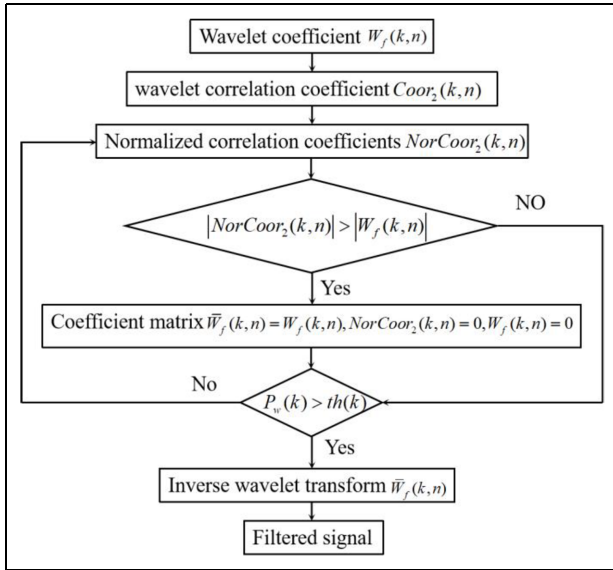 Wavelet coefficient W_f(k,n)
wavelet correlation coefficient Coor_2(k,n)
Normalized correlation coefficients NorCoor_2(k,n)
|NorCoor_2(k,n)| > |W_f(k,n)|
NO
Yes
Coefficient matrix W̄_f(k,n) = W_f(k,n), NorCoor_2(k,n) = 0, W_f(k,n) = 0
No
P_w(k) > th(k)
Yes
Inverse wavelet transform W̄_f(k,n)
Filtered signal